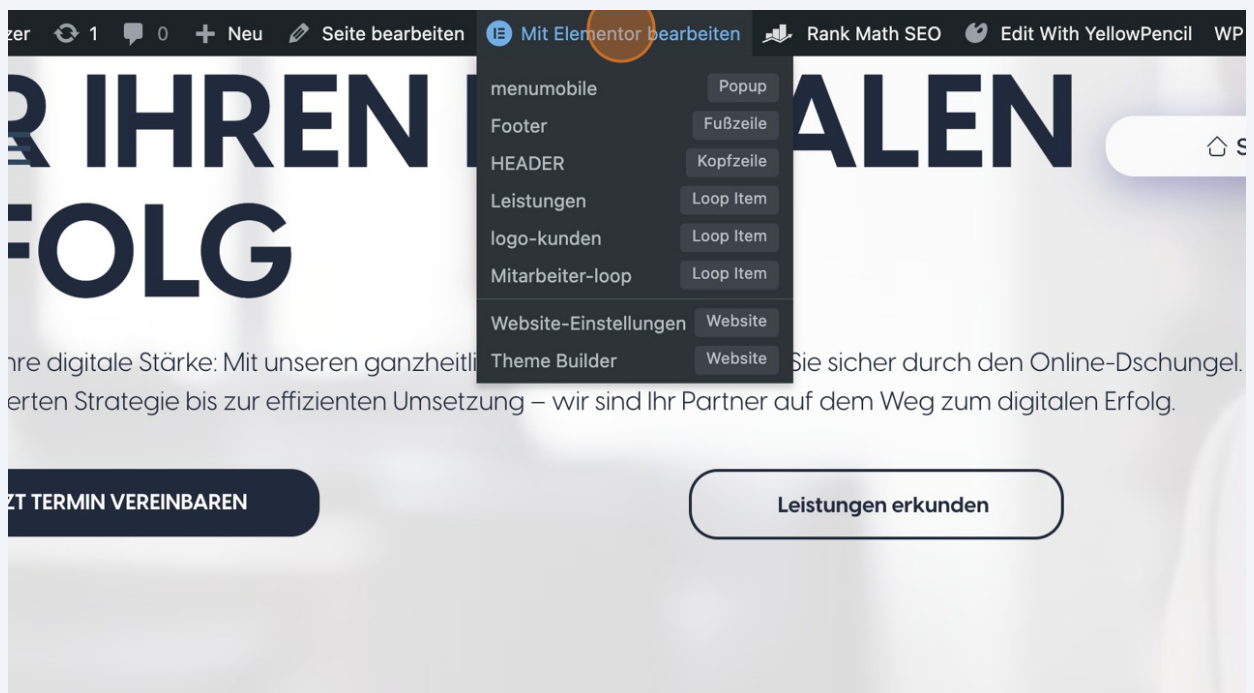 zer 1 0 Neu Seite bearbeiten Mit Elementor bearbeiten Rank Math SEO Edit With YellowPencil WP
menumobile Popup
Footer Fußzeile
HEADER Kopfzeile
Leistungen Loop Item
logo-kunden Loop Item
Mitarbeiter-loop Loop Item
Website-Einstellungen Website
Theme Builder Website
R IHREN ALEN
S
FOLG
hre digitale Stärke: Mit unseren ganzheitli Sie sicher durch den Online-Dschungel.
erten Strategie bis zur effizienten Umsetzung – wir sind Ihr Partner auf dem Weg zum digitalen Erfolg.
ZT TERMIN VEREINBAREN
Leistungen erkunden